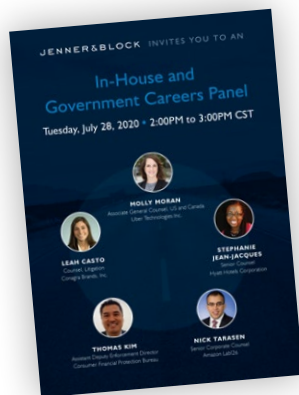 JENNER&BLOCK INVITES YOU TO AN
In-House and
Government Careers Panel
Tuesday, July 28, 2020 • 2:00PM to 3:00PM CST
HOLLY MORAN
Associate General Counsel, US and Canada
Uber Technologies Inc.
LEAH CASTO
Counsel, Litigation
Conagra Brands, Inc.
STEPHANIE
JEAN-JACQUES
Senior Counsel
Hyatt Hotels Corporation
THOMAS KIM
Assistant Deputy Enforcement Director
Consumer Financial Protection Bureau
NICK TARASEN
Senior Corporate Counsel
Amazon Lab126